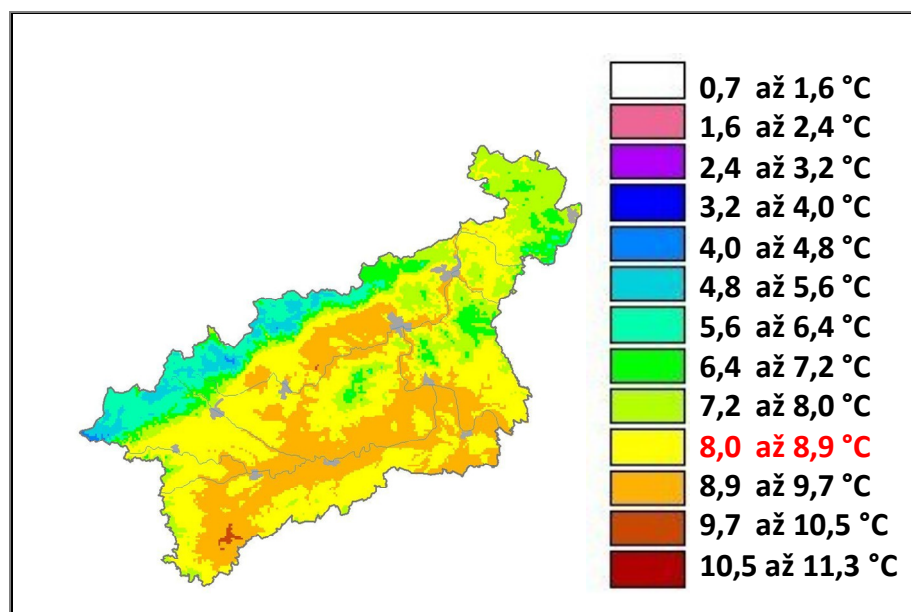 0,7 až 1,6 °C
1,6 až 2,4 °C
2,4 až 3,2 °C
3,2 až 4,0 °C
4,0 až 4,8 °C
4,8 až 5,6 °C
5,6 až 6,4 °C
6,4 až 7,2 °C
7,2 až 8,0 °C
8,0 až 8,9 °C
8,9 až 9,7 °C
9,7 až 10,5 °C
10,5 až 11,3 °C